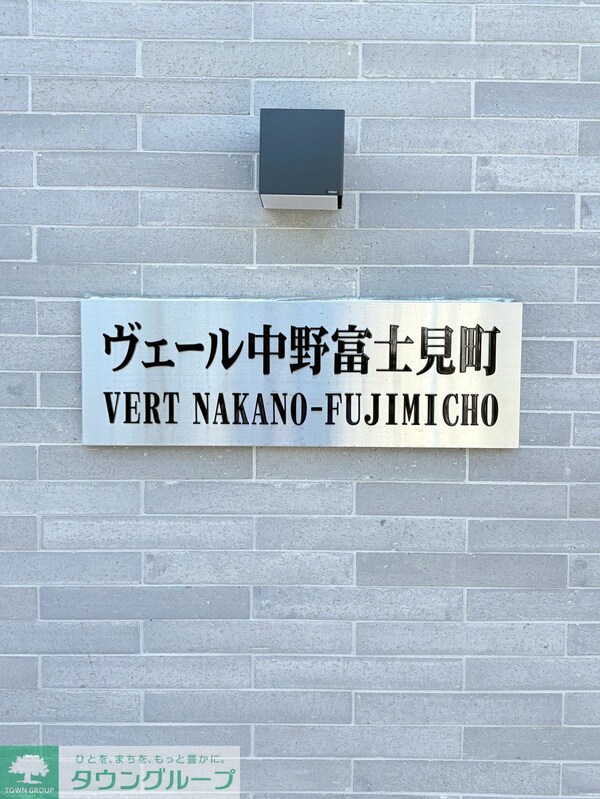 ヴェール中野富士見町
VERT NAKANO-FUJIMICHO
ひとを、まちを、もっと豊かに。
タウングループ
TOWN GROUP